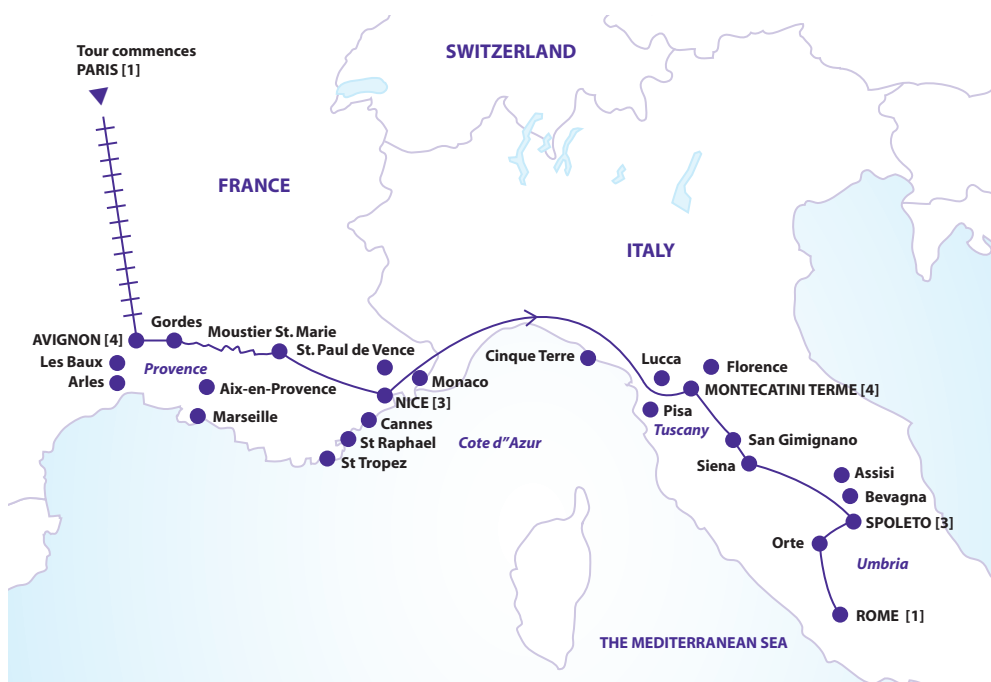 Tour commences
PARIS [1]
SWITZERLAND
FRANCE
ITALY
Gordes
Moustier St. Marie
AVIGNON [4]
St. Paul de Vence
Les Baux
Provence
Arles
Aix-en-Provence
Marseille
Monaco
NICE [3]
Cannes
St Raphael
St Tropez
Cote d"Azur
Cinque Terre
Lucca
Florence
MONTECATINI TERME [4]
Pisa
Tuscany
San Gimignano
Siena
Assisi
Bevagna
SPOLETO [3]
Orte
Umbria
ROME [1]
THE MEDITERRANEAN SEA